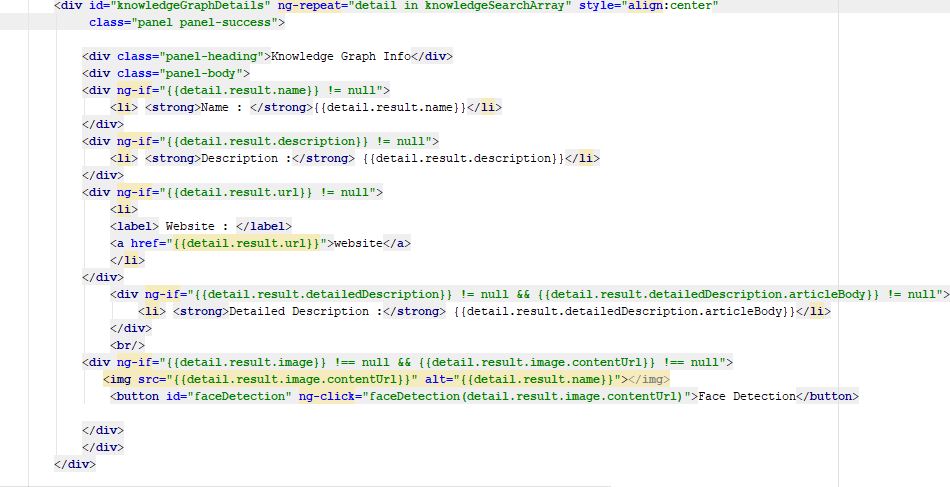 <div id="knowledgeGraphDetails" ng-repeat="detail in knowledgeSearchArray" style="align:center"
class="panel panel-success">
<div class="panel-heading">Knowledge Graph Info</div>
<div class="panel-body">
<div ng-if="{{detail.result.name}} != null">
<li> <strong>Name : </strong>{{detail.result.name}}</li>
</div>
<div ng-if="{{detail.result.description}} != null">
<li> <strong>Description :</strong> {{detail.result.description}}</li>
</div>
<div ng-if="{{detail.result.url}} != null">
<li>
<label> Website : </label>
<a href="{{detail.result.url}}">website</a>
</li>
</div>
<div ng-if="{{detail.result.detailedDescription}} != null && {{detail.result.detailedDescription.articleBody}} != null">
<li> <strong>Detailed Description :</strong> {{detail.result.detailedDescription.articleBody}}</li>
</div>
<br/>
<div ng-if="{{detail.result.image}} !== null && {{detail.result.image.contentUrl}} !== null">
<img src="{{detail.result.image.contentUrl}}" alt="{{detail.result.name}}"></img>
<button id="faceDetection" ng-click="faceDetection(detail.result.image.contentUrl)">Face Detection</button>
</div>
</div>
</div>